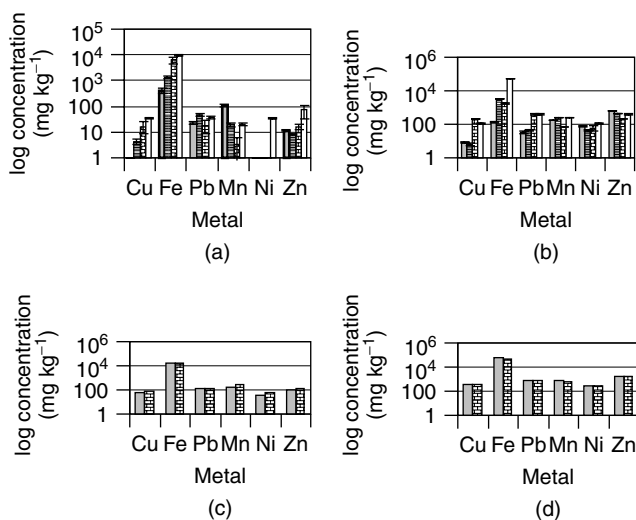 log concentration
(mg kg⁻¹)
10⁵
10⁴
10³
100
10
1
Cu Fe Pb Mn Ni Zn
Metal
(a)
log concentration
(mg kg⁻¹)
10⁶
10⁴
100
1
Cu Fe Pb Mn Ni Zn
Metal
(b)
log concentration
(mg kg⁻¹)
10⁶
10⁴
100
1
Cu Fe Pb Mn Ni Zn
Metal
(c)
log concentration
(mg kg⁻¹)
10⁶
10⁴
100
1
Cu Fe Pb Mn Ni Zn
Metal
(d)